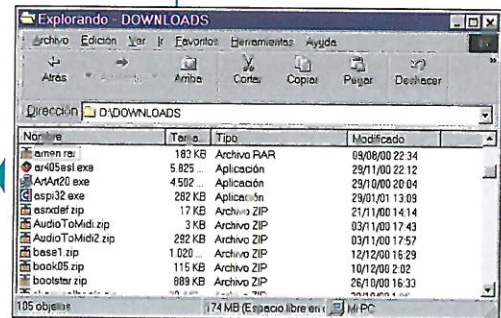 Explorando - DOWNLOADS
Archivo Edición Ver Ir Favoritos Herramientas Ayuda
Atrás Adelante Arriba Cortar Copiar Pegar Deshacer
Dirección D:\DOWNLOADS
Nombre Tama... Tipo Modificado
amen.rar 183 KB Archivo RAR 09/08/00 22:34
ar405esl.exe 5.825 ... Aplicación 29/11/00 22:12
ArtArt20.exe 4.502 ... Aplicación 29/10/00 20:04
aspi32.exe 282 KB Aplicación 29/01/01 13:09
asrxdef.zip 17 KB Archivo ZIP 21/11/00 14:14
AudioToMidi.zip 3 KB Archivo ZIP 03/11/00 17:43
AudioToMidi2.zip 292 KB Archivo ZIP 03/11/00 17:57
base1.zip 1.020 ... Archivo ZIP 12/12/00 16:29
book05.zip 115 KB Archivo ZIP 10/12/00 2:02
bootstar.zip 889 KB Archivo ZIP 26/10/00 16:33
105 objetos 174 MB (Espacio libre en Mi PC